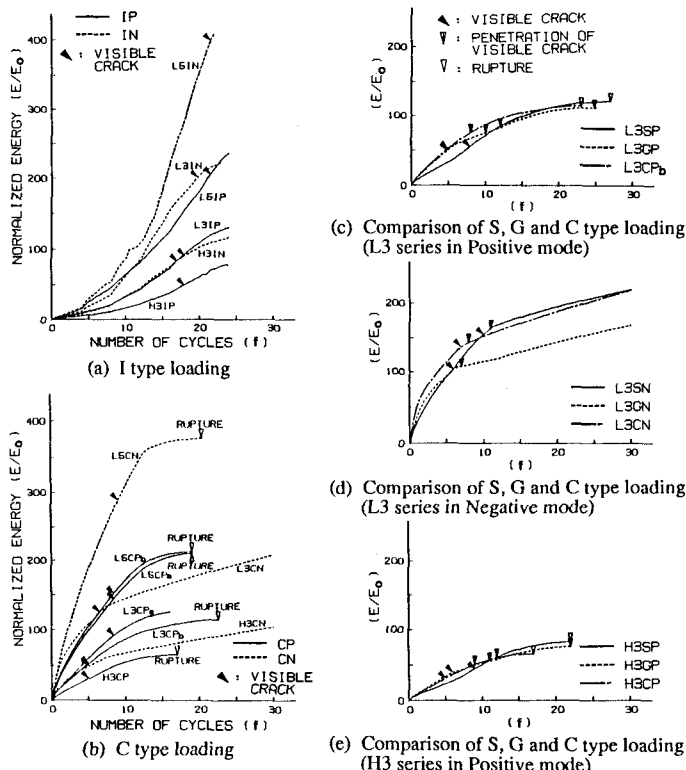 IP
IN
: VISIBLE
CRACK
NORMALIZED ENERGY (E/E₀)
400
300
200
100
0
L6IN
L3IN
L6IP
L3IP
H3IN
H3IP
0 10 20 30
NUMBER OF CYCLES (f)
(a) I type loading
NORMALIZED ENERGY (E/E₀)
400
300
200
100
0
RUPTURE
L6CN
RUPTURE
L6CPb
RUPTURE
L6CPa
L3CN
L3CPa
RUPTURE
L3CPb
H3CN
RUPTURE
H3CP
CP
CN
: VISIBLE
CRACK
0 10 20 30
NUMBER OF CYCLES (f)
(b) C type loading
: VISIBLE CRACK
: PENETRATION OF
VISIBLE CRACK
: RUPTURE
(E/E₀)
200
100
0
L3SP
L3GP
L3CPb
0 10 20 30
(f)
(c) Comparison of S, G and C type loading
(L3 series in Positive mode)
(E/E₀)
200
100
0
L3SN
L3GN
L3CN
0 10 20 30
(f)
(d) Comparison of S, G and C type loading
(L3 series in Negative mode)
(E/E₀)
200
100
0
H3SP
H3GP
H3CP
0 10 20 30
(f)
(e) Comparison of S, G and C type loading
(H3 series in Positive mode)